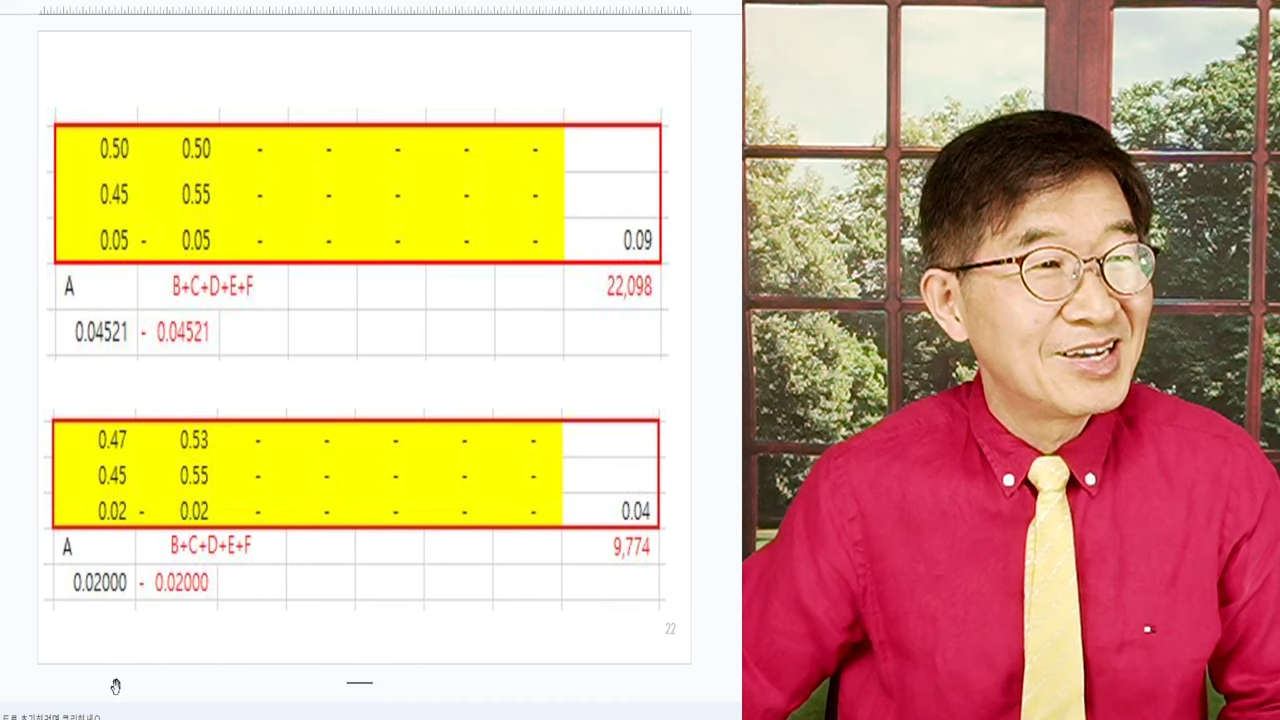 0.50 0.50 - - - - -
0.45 0.55 - - - - -
0.05 - 0.05 - - - - - 0.09
A B+C+D+E+F 22,098
0.04521 - 0.04521
0.47 0.53 - - - - -
0.45 0.55 - - - - -
0.02 - 0.02 - - - - - 0.04
A B+C+D+E+F 9,774
0.02000 - 0.02000
22